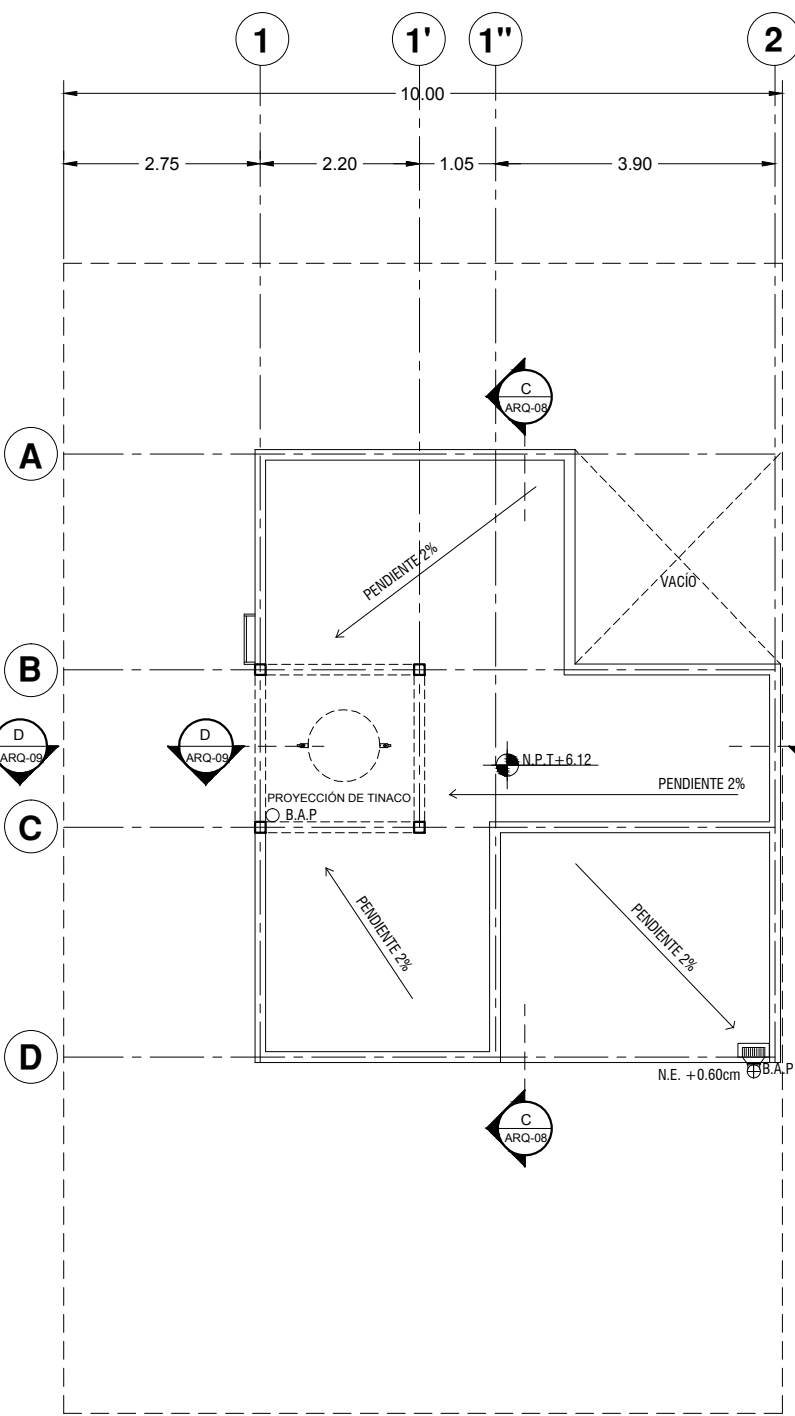 1 1' 1" 2
10.00
2.75 2.20 1.05 3.90
C
ARQ-08
A
PENDIENTE 2%
VACÍO
B
D
ARQ-09
D
ARQ-09
N.P.T+6.12
PENDIENTE 2%
PROYECCIÓN DE TINACO
B.A.P
C
PENDIENTE 2%
PENDIENTE 2%
D
N.E. +0.60cm
B.A.P
C
ARQ-08